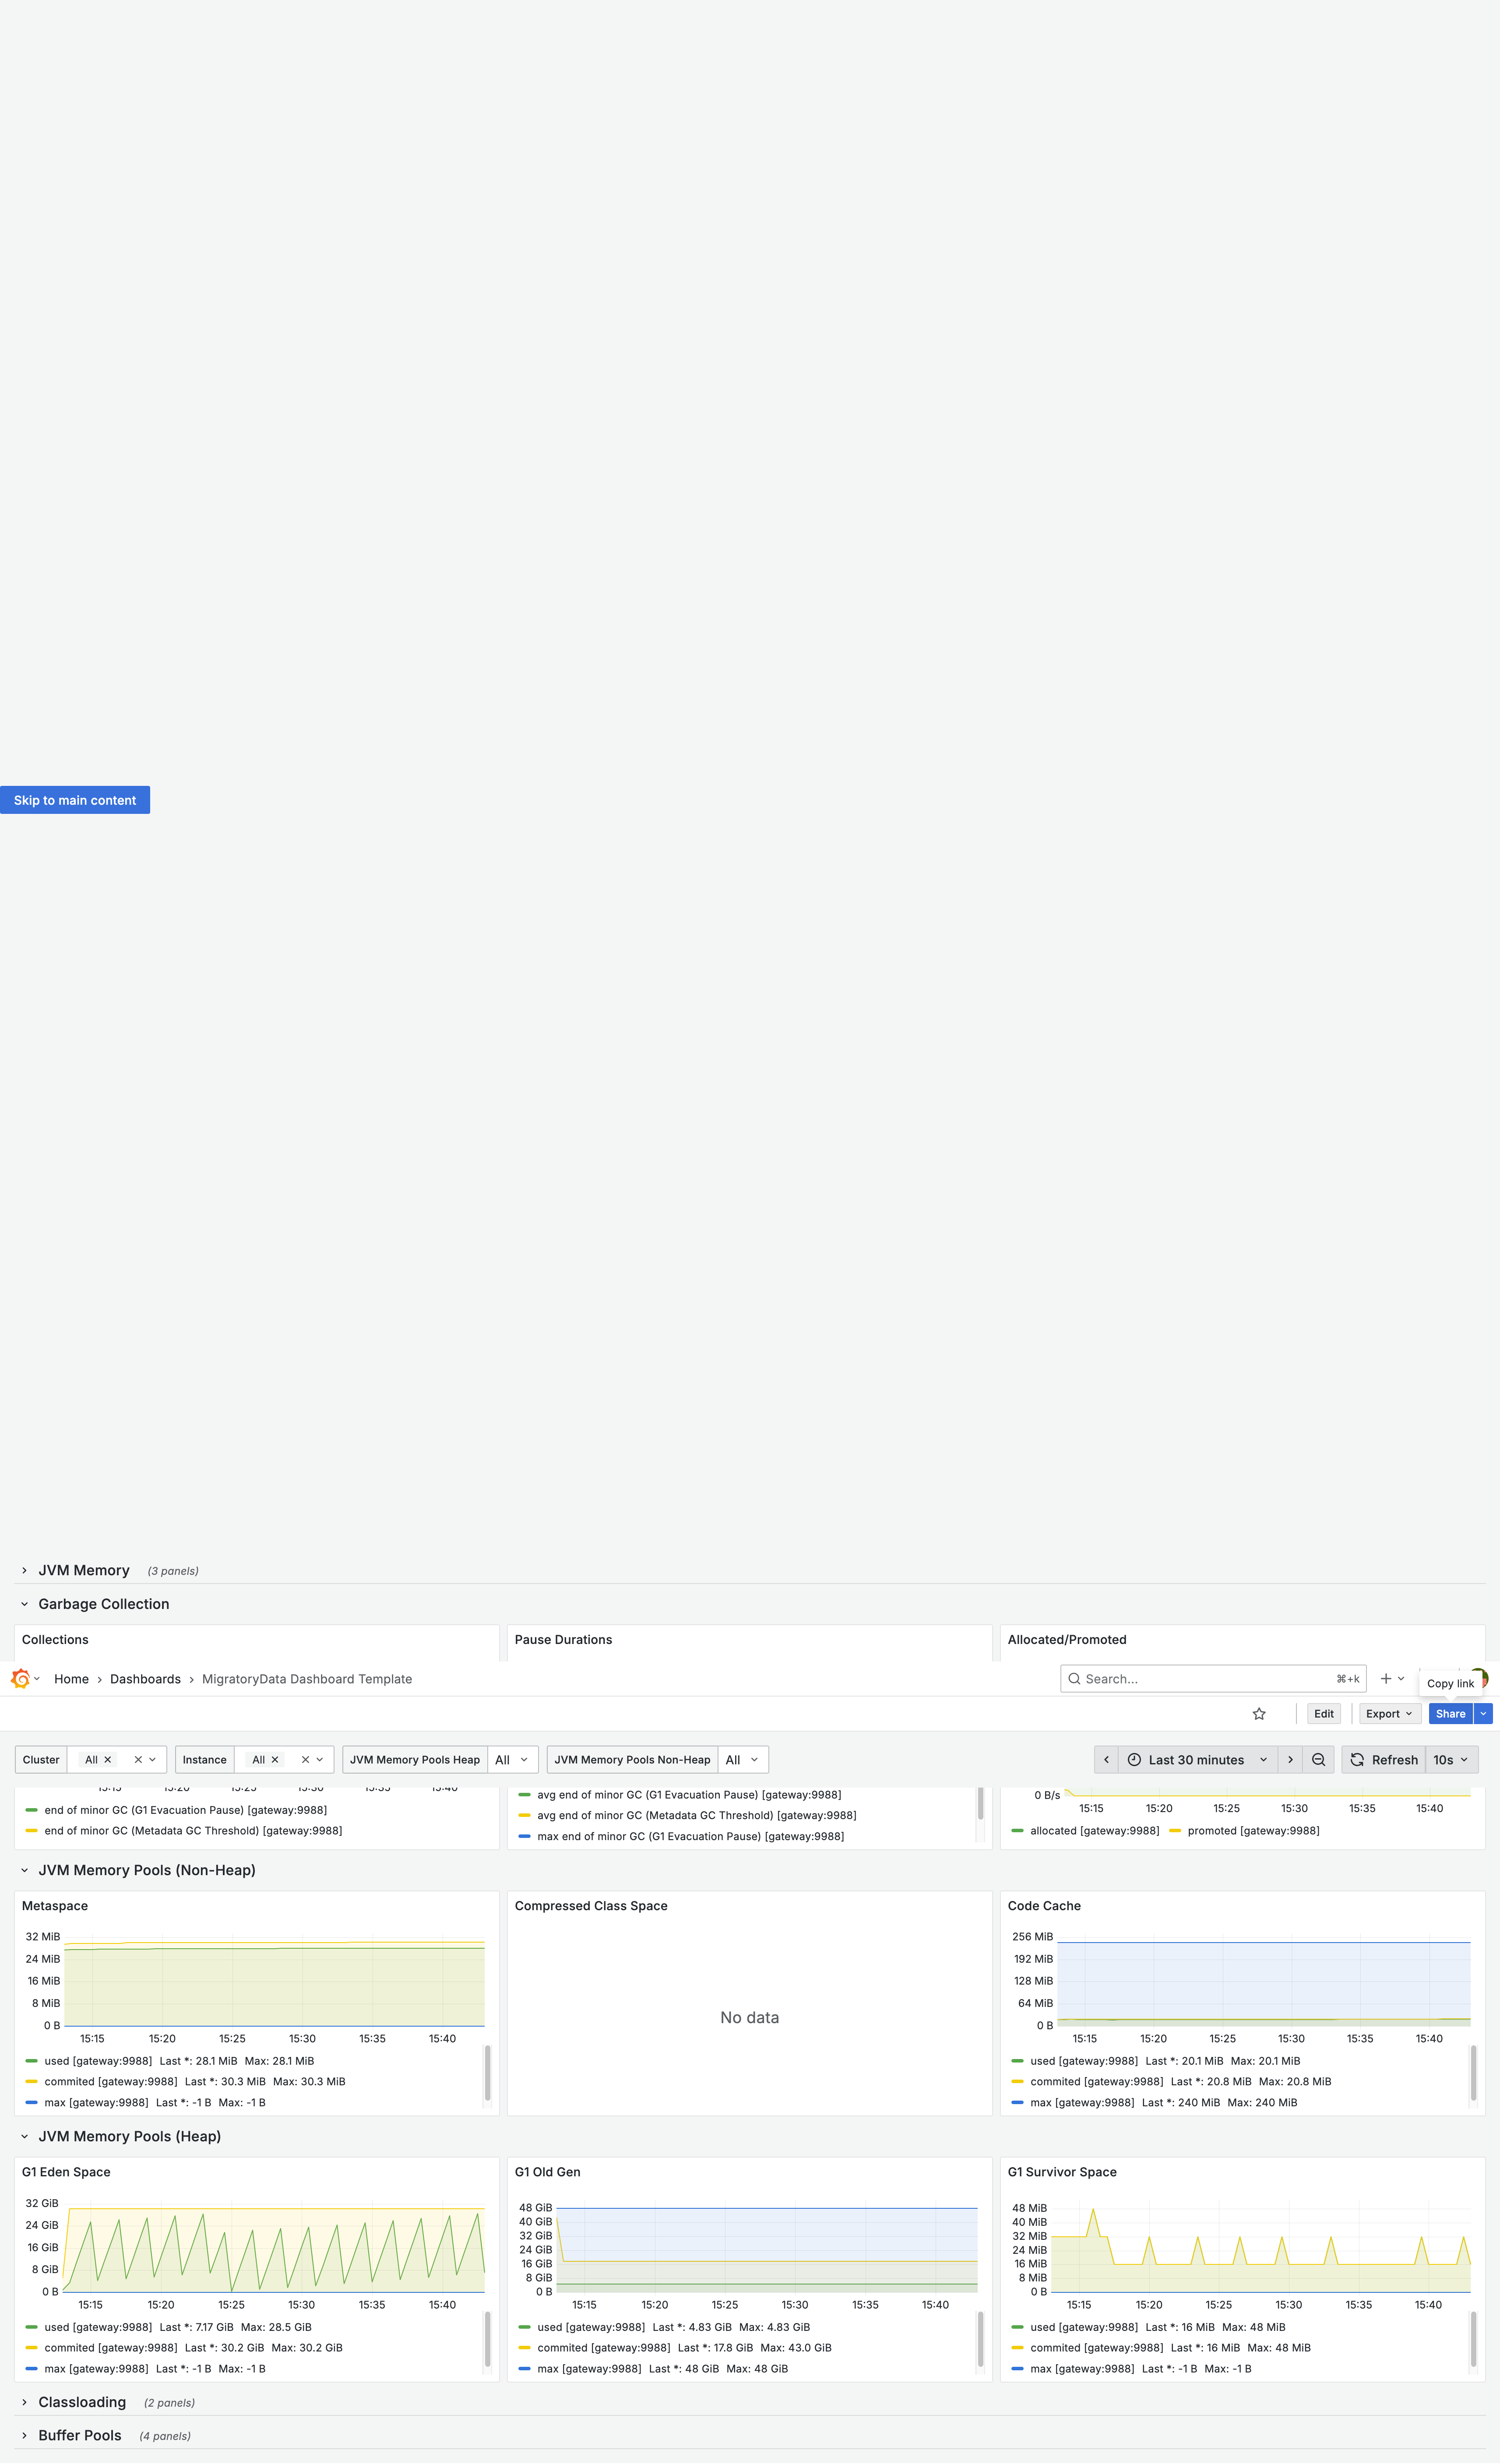 Skip to main content
JVM Memory (3 panels)
Garbage Collection
Collections
Pause Durations
Allocated/Promoted
Home › Dashboards › MigratoryData Dashboard Template
Search... ⌘+k
Copy link
Edit
Export
Share
Cluster All
Instance All
JVM Memory Pools Heap All
JVM Memory Pools Non-Heap All
Last 30 minutes
Refresh 10s
15:15 15:20 15:25 15:30 15:35 15:40
end of minor GC (G1 Evacuation Pause) [gateway:9988]
end of minor GC (Metadata GC Threshold) [gateway:9988]
avg end of minor GC (G1 Evacuation Pause) [gateway:9988]
avg end of minor GC (Metadata GC Threshold) [gateway:9988]
max end of minor GC (G1 Evacuation Pause) [gateway:9988]
0 B/s
15:15 15:20 15:25 15:30 15:35 15:40
allocated [gateway:9988] promoted [gateway:9988]
JVM Memory Pools (Non-Heap)
Metaspace
32 MiB
24 MiB
16 MiB
8 MiB
0 B
15:15 15:20 15:25 15:30 15:35 15:40
used [gateway:9988] Last *: 28.1 MiB Max: 28.1 MiB
commited [gateway:9988] Last *: 30.3 MiB Max: 30.3 MiB
max [gateway:9988] Last *: -1 B Max: -1 B
Compressed Class Space
No data
Code Cache
256 MiB
192 MiB
128 MiB
64 MiB
0 B
15:15 15:20 15:25 15:30 15:35 15:40
used [gateway:9988] Last *: 20.1 MiB Max: 20.1 MiB
commited [gateway:9988] Last *: 20.8 MiB Max: 20.8 MiB
max [gateway:9988] Last *: 240 MiB Max: 240 MiB
JVM Memory Pools (Heap)
G1 Eden Space
32 GiB
24 GiB
16 GiB
8 GiB
0 B
15:15 15:20 15:25 15:30 15:35 15:40
used [gateway:9988] Last *: 7.17 GiB Max: 28.5 GiB
commited [gateway:9988] Last *: 30.2 GiB Max: 30.2 GiB
max [gateway:9988] Last *: -1 B Max: -1 B
G1 Old Gen
48 GiB
40 GiB
32 GiB
24 GiB
16 GiB
8 GiB
0 B
15:15 15:20 15:25 15:30 15:35 15:40
used [gateway:9988] Last *: 4.83 GiB Max: 4.83 GiB
commited [gateway:9988] Last *: 17.8 GiB Max: 43.0 GiB
max [gateway:9988] Last *: 48 GiB Max: 48 GiB
G1 Survivor Space
48 MiB
40 MiB
32 MiB
24 MiB
16 MiB
8 MiB
0 B
15:15 15:20 15:25 15:30 15:35 15:40
used [gateway:9988] Last *: 16 MiB Max: 48 MiB
commited [gateway:9988] Last *: 16 MiB Max: 48 MiB
max [gateway:9988] Last *: -1 B Max: -1 B
Classloading (2 panels)
Buffer Pools (4 panels)